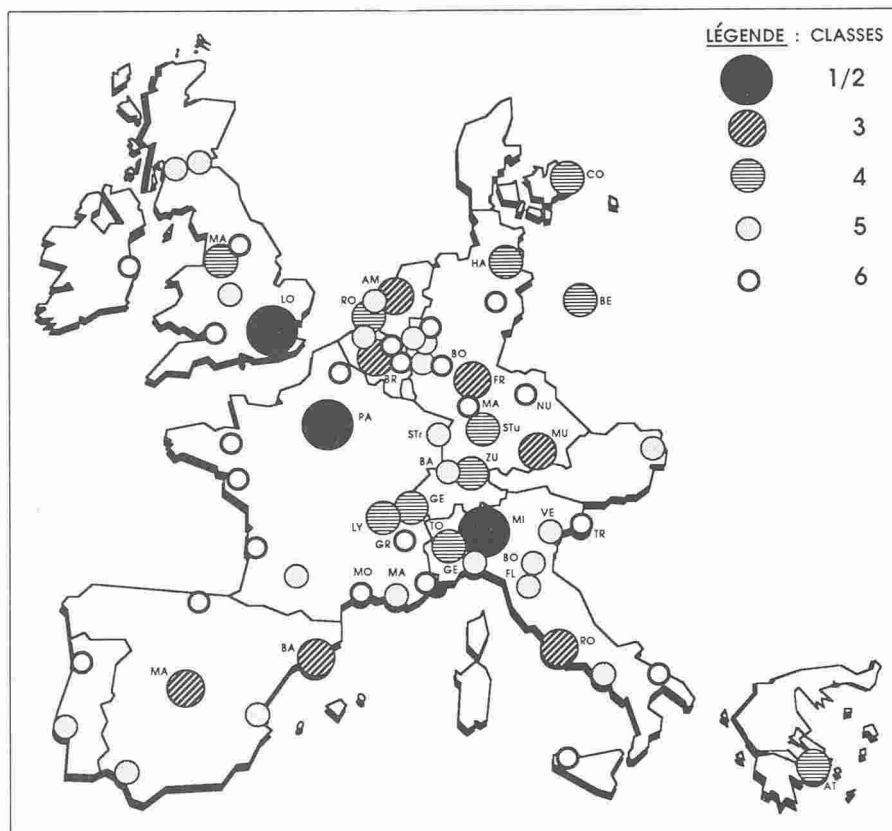 LÉGENDE : CLASSES
1/2
3
4
5
6
CO
MA
HA
AM
LO
RO
BE
BO
BR
FR
MA
NU
PA
STr
STu
MU
BA
ZU
GE
LY
TO
MI
VE
GR
TR
GE
BO
FL
MO
MA
BA
RO
MA
AT